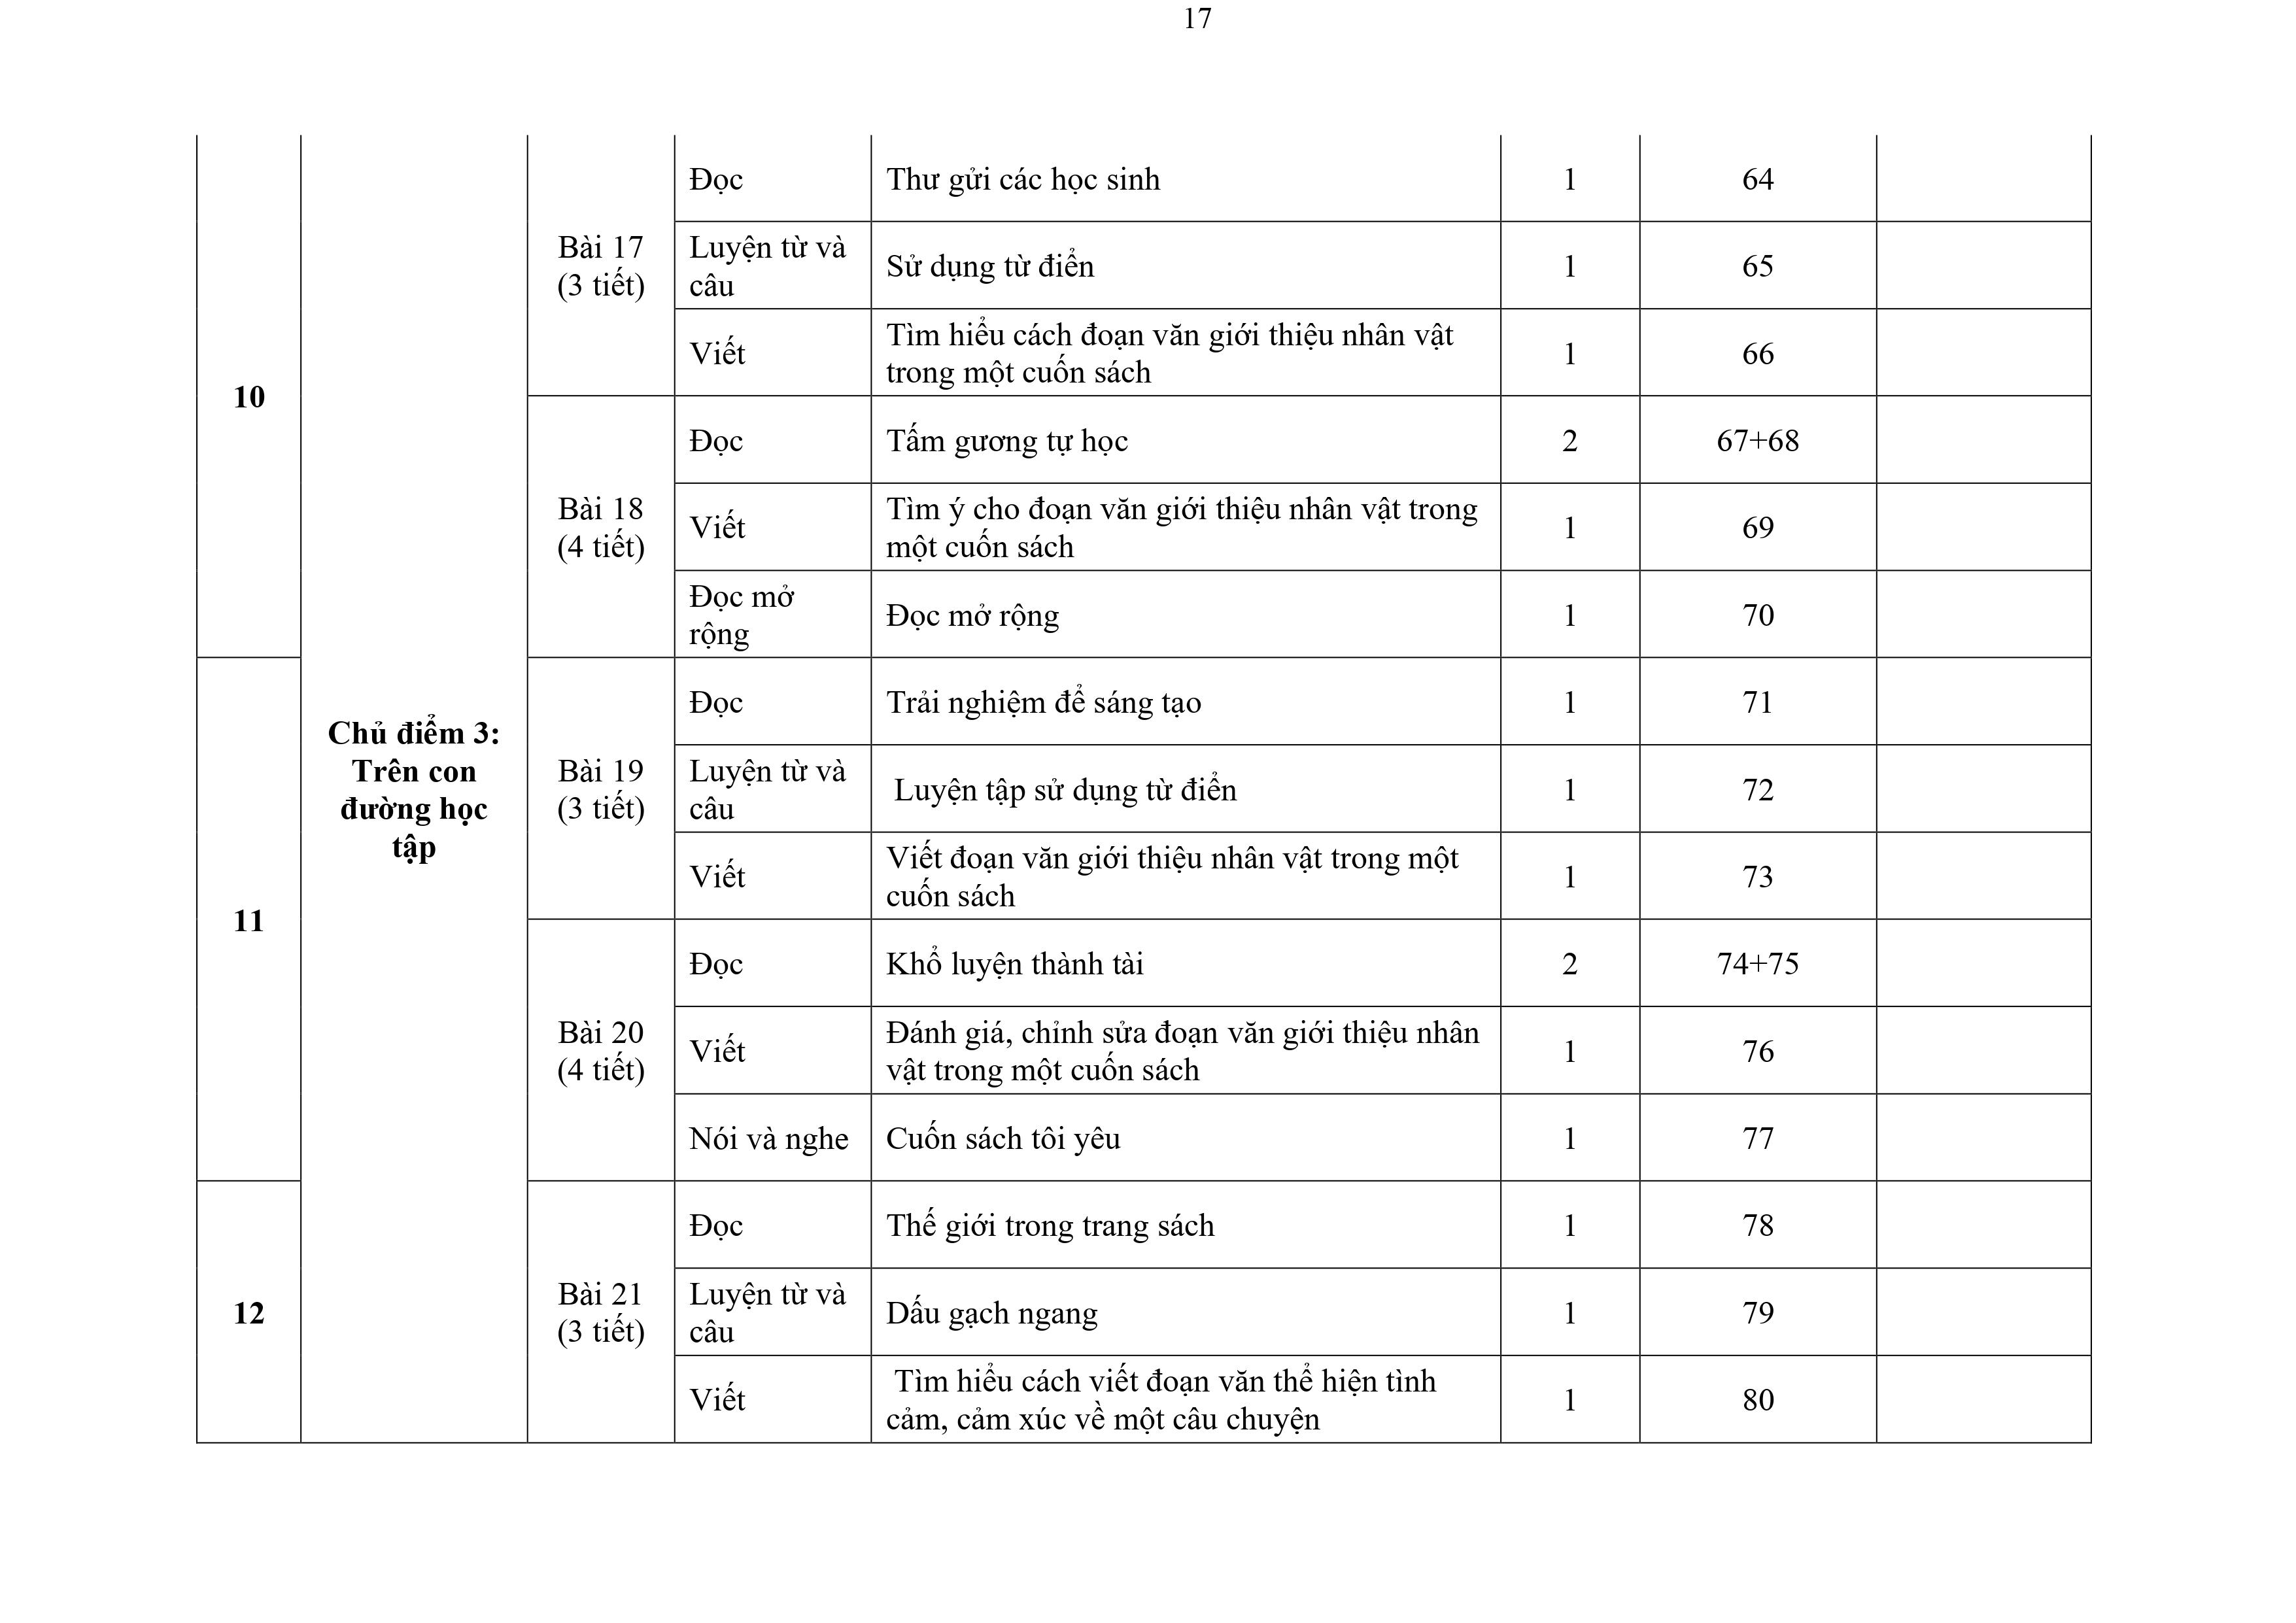 17
Đọc
Thư gửi các học sinh
1
64
Bài 17
(3 tiết)
Luyện từ và
câu
Sử dụng từ điển
1
65
Viết
Tìm hiểu cách đoạn văn giới thiệu nhân vật
trong một cuốn sách
1
66
10
Bài 18
(4 tiết)
Đọc
Tấm gương tự học
2
67+68
Viết
Tìm ý cho đoạn văn giới thiệu nhân vật trong
một cuốn sách
1
69
Đọc mở
rộng
Đọc mở rộng
1
70
Chủ điểm 3:
Trên con
đường học
tập
11
Bài 19
(3 tiết)
Đọc
Trải nghiệm để sáng tạo
1
71
Luyện từ và
câu
Luyện tập sử dụng từ điển
1
72
Viết
Viết đoạn văn giới thiệu nhân vật trong một
cuốn sách
1
73
Bài 20
(4 tiết)
Đọc
Khổ luyện thành tài
2
74+75
Viết
Đánh giá, chỉnh sửa đoạn văn giới thiệu nhân
vật trong một cuốn sách
1
76
Nói và nghe
Cuốn sách tôi yêu
1
77
12
Bài 21
(3 tiết)
Đọc
Thế giới trong trang sách
1
78
Luyện từ và
câu
Dấu gạch ngang
1
79
Viết
Tìm hiểu cách viết đoạn văn thể hiện tình
cảm, cảm xúc về một câu chuyện
1
80